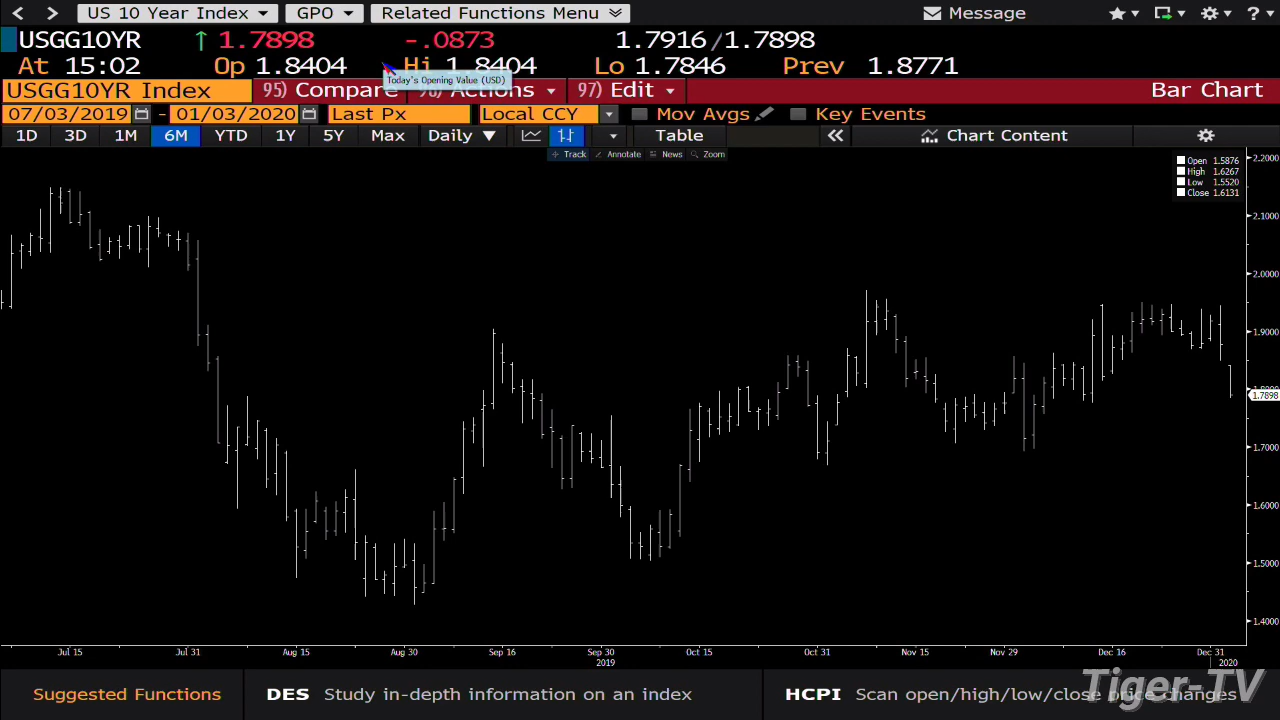 US 10 Year Index GPO Related Functions Menu Message
USGG10YR ↑ 1.7898 -.0873 1.7916/1.7898
At 15:02 Op 1.8404 Hi 1.8404 Lo 1.7846 Prev 1.8771
Today's Opening Value (USD)
USGG10YR Index 95) Compare Actions 97) Edit Bar Chart
07/03/2019 - 01/03/2020 Last Px Local CCY Mov Avgs Key Events
1D 3D 1M 6M YTD 1Y 5Y Max Daily ▼ Table « Chart Content
Track Annotate News Zoom
Open 1.5876
High 1.6267
Low 1.5520
Close 1.6131
2.2000
2.1000
2.0000
1.9000
1.7898
1.7000
1.6000
1.5000
1.4000
Jul 15 Jul 31 Aug 15 Aug 30 Sep 16 Sep 30 Oct 15 Oct 31 Nov 15 Nov 29 Dec 16 Dec 31
2019 2020
Suggested Functions DES Study in-depth information on an index HCPI Scan open/high/low/close price changes
Tiger-TV